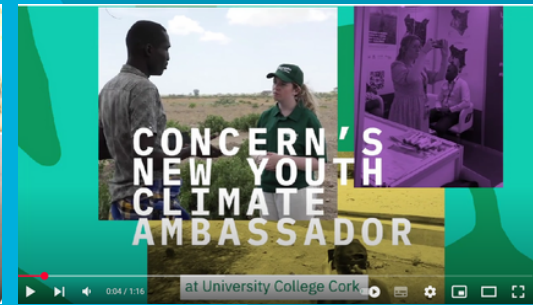 CONCERN'S
NEW YOUTH
CLIMATE
AMBASSADOR
at University College Cork
0:04 / 1:16